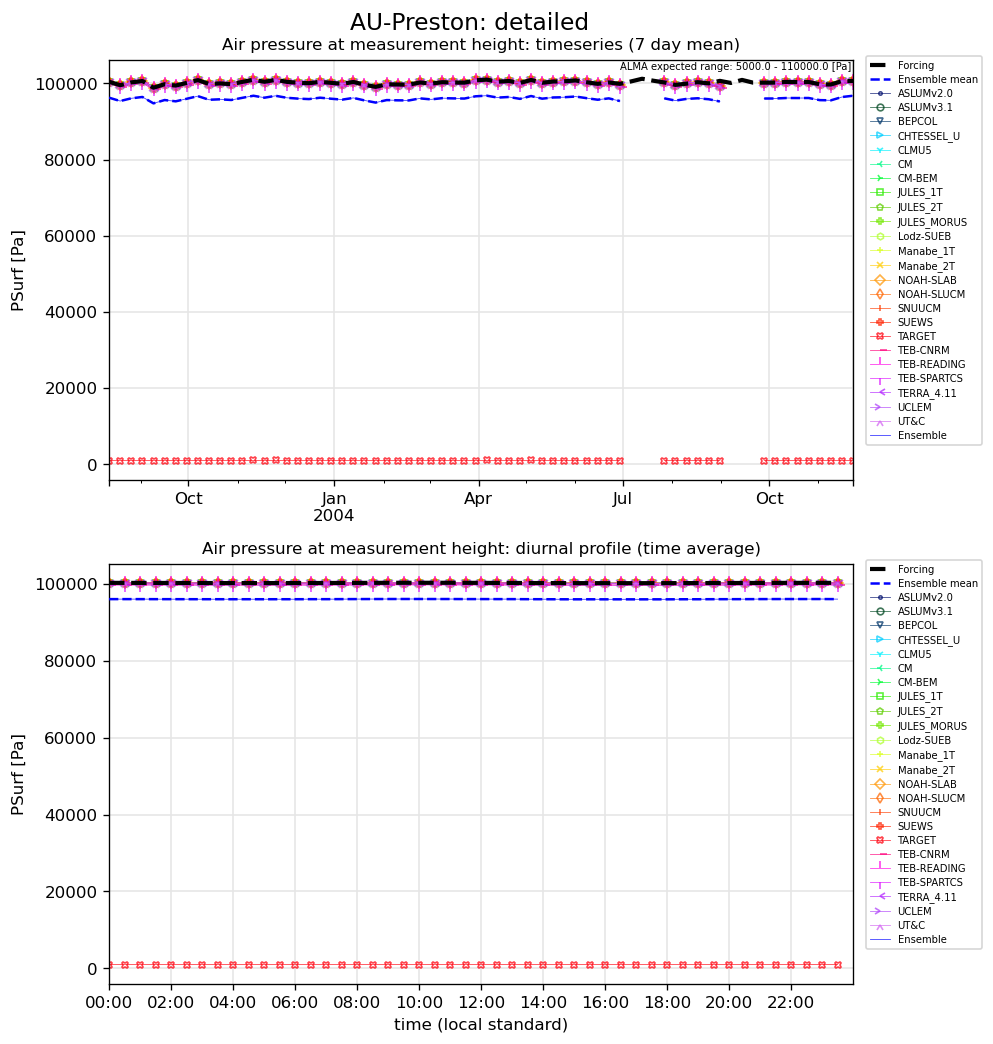 AU-Preston: detailed
Air pressure at measurement height: timeseries (7 day mean)
ALMA expected range: 5000.0 - 110000.0 [Pa]
PSurf [Pa]
100000
80000
60000
40000
20000
0
Oct
Jan
2004
Apr
Jul
Oct
Forcing
Ensemble mean
ASLUMv2.0
ASLUMv3.1
BEPCOL
CHTESSEL_U
CLMU5
CM
CM-BEM
JULES_1T
JULES_2T
JULES_MORUS
Lodz-SUEB
Manabe_1T
Manabe_2T
NOAH-SLAB
NOAH-SLUCM
SNUUCM
SUEWS
TARGET
TEB-CNRM
TEB-READING
TEB-SPARTCS
TERRA_4.11
UCLEM
UT&C
Ensemble
Air pressure at measurement height: diurnal profile (time average)
PSurf [Pa]
100000
80000
60000
40000
20000
0
00:00
02:00
04:00
06:00
08:00
10:00
12:00
14:00
16:00
18:00
20:00
22:00
time (local standard)
Forcing
Ensemble mean
ASLUMv2.0
ASLUMv3.1
BEPCOL
CHTESSEL_U
CLMU5
CM
CM-BEM
JULES_1T
JULES_2T
JULES_MORUS
Lodz-SUEB
Manabe_1T
Manabe_2T
NOAH-SLAB
NOAH-SLUCM
SNUUCM
SUEWS
TARGET
TEB-CNRM
TEB-READING
TEB-SPARTCS
TERRA_4.11
UCLEM
UT&C
Ensemble